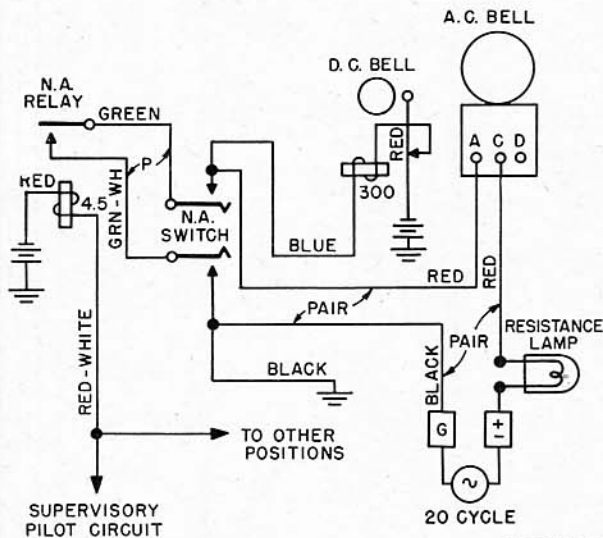 A.C. BELL
D.C. BELL
N.A.
RELAY
GREEN
P
RED
A C D
RED
4.5
GRN-WH
300
N.A.
SWITCH
BLUE
RED
RED
PAIR
PAIR
RESISTANCE
LAMP
RED-WHITE
BLACK
BLACK
G
+
-
TO OTHER
POSITIONS
SUPERVISORY
PILOT CIRCUIT
20 CYCLE